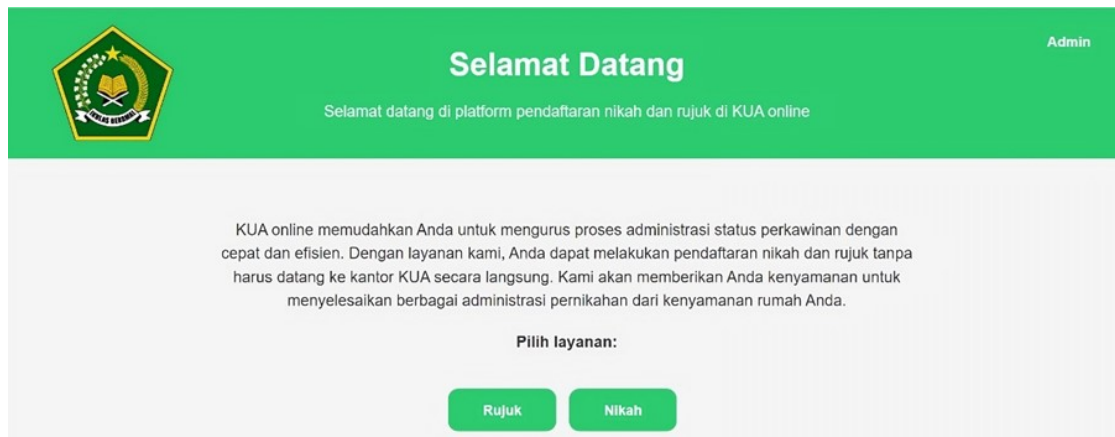 IKHLAS BERAMAL
Selamat Datang
Admin
Selamat datang di platform pendaftaran nikah dan rujuk di KUA online
KUA online memudahkan Anda untuk mengurus proses administrasi status perkawinan dengan
cepat dan efisien. Dengan layanan kami, Anda dapat melakukan pendaftaran nikah dan rujuk tanpa
harus datang ke kantor KUA secara langsung. Kami akan memberikan Anda kenyamanan untuk
menyelesaikan berbagai administrasi pernikahan dari kenyamanan rumah Anda.
Pilih layanan:
Rujuk
Nikah